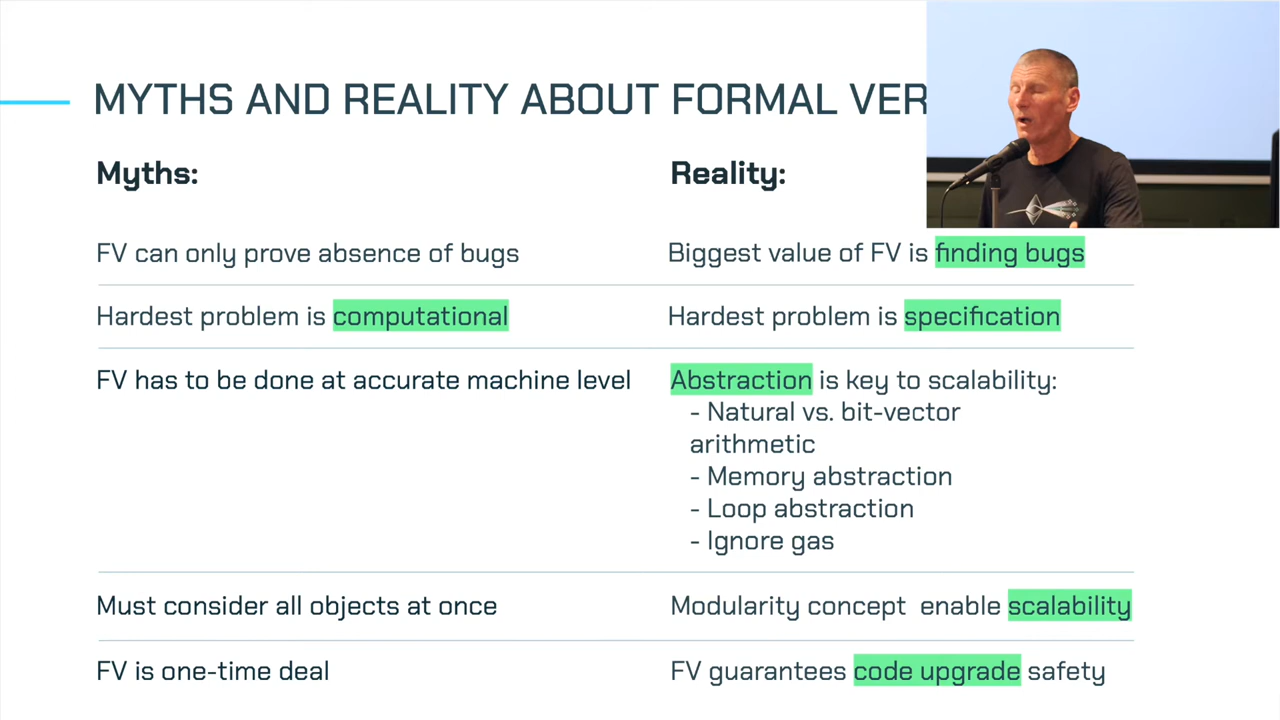 MYTHS AND REALITY ABOUT FORMAL VER
Myths:
Reality:
FV can only prove absence of bugs
Biggest value of FV is finding bugs
Hardest problem is computational
Hardest problem is specification
FV has to be done at accurate machine level
Abstraction is key to scalability:
- Natural vs. bit-vector
arithmetic
- Memory abstraction
- Loop abstraction
- Ignore gas
Must consider all objects at once
Modularity concept enable scalability
FV is one-time deal
FV guarantees code upgrade safety